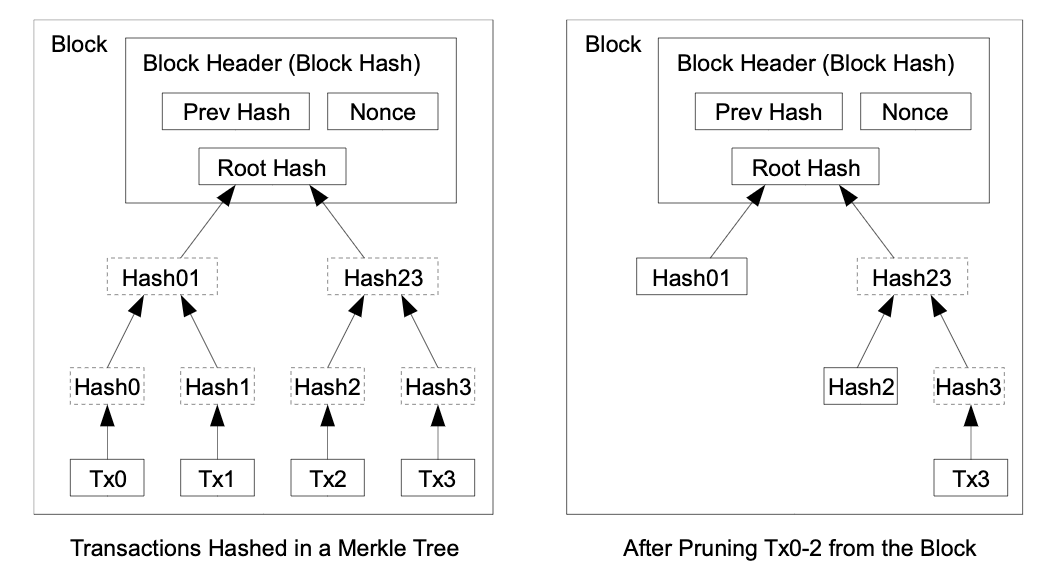 Block
Block Header (Block Hash)
Prev Hash
Nonce
Root Hash
Hash01
Hash23
Hash0
Hash1
Hash2
Hash3
Tx0
Tx1
Tx2
Tx3
Transactions Hashed in a Merkle Tree
Block
Block Header (Block Hash)
Prev Hash
Nonce
Root Hash
Hash01
Hash23
Hash2
Hash3
Tx3
After Pruning Tx0-2 from the Block